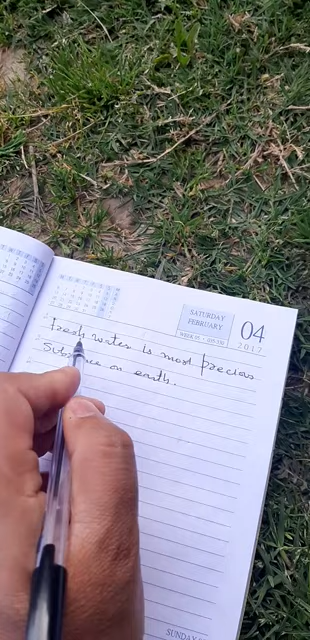 SATURDAY
FEBRUARY
04
2017
Fresh water is most precious
Substance on earth.
SUNDAY